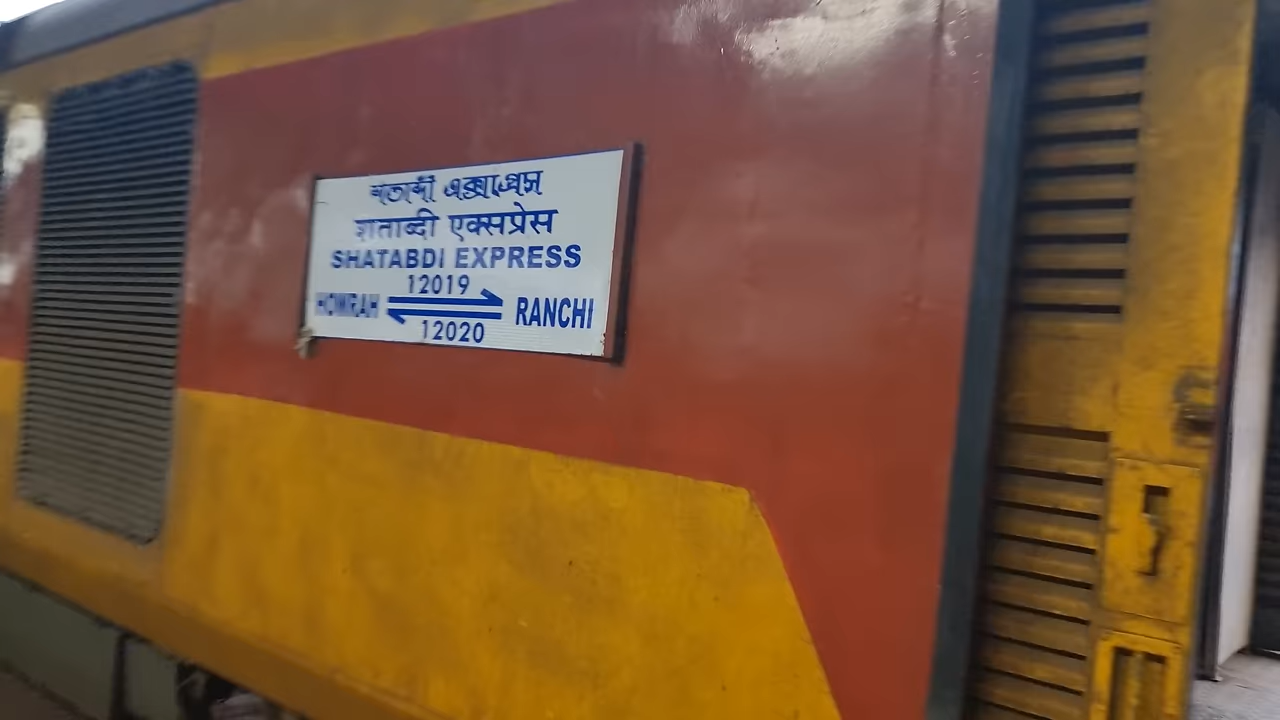 শতাব্দী এক্সপ্রেস
शताब्दी एक्सप्रेस
SHATABDI EXPRESS
12019
HOWRAH RANCHI
12020